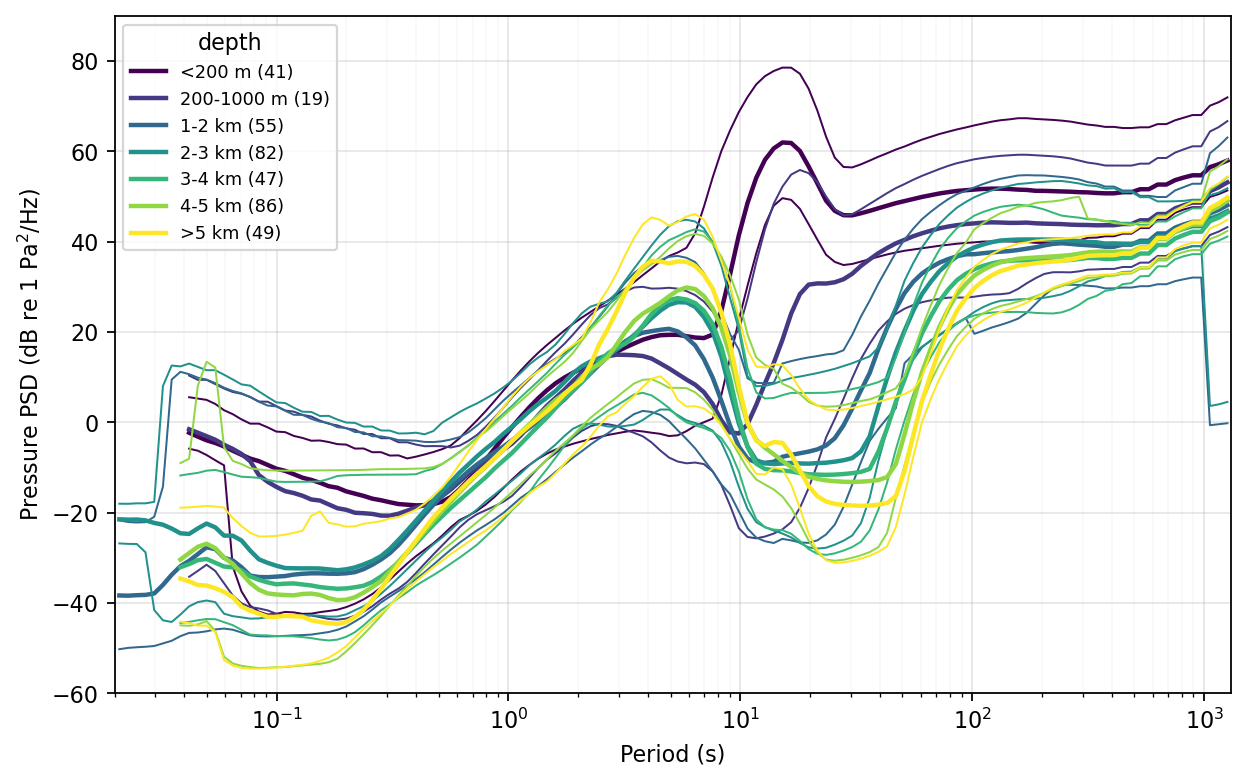 depth
<200 m (41)
200-1000 m (19)
1-2 km (55)
2-3 km (82)
3-4 km (47)
4-5 km (86)
>5 km (49)
80
60
40
20
0
−20
−40
−60
Pressure PSD (dB re 1 Pa²/Hz)
10⁻¹
10⁰
10¹
10²
10³
Period (s)